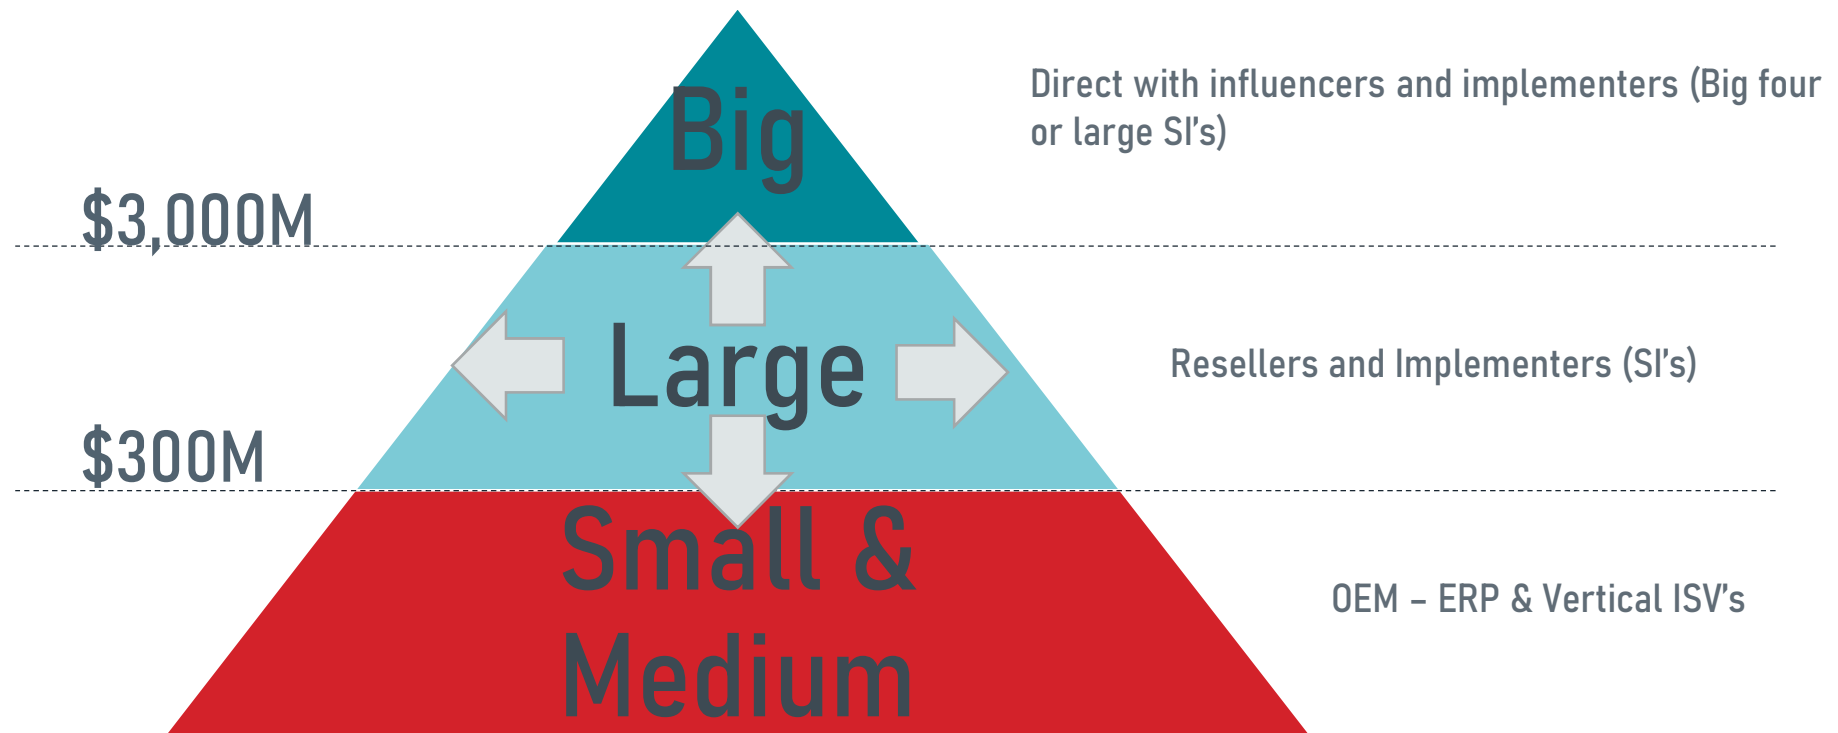 Big
Direct with influencers and implementers (Big four
or large SI's)
$3,000M
Large
Resellers and Implementers (SI's)
$300M
Small &
Medium
OEM – ERP & Vertical ISV's